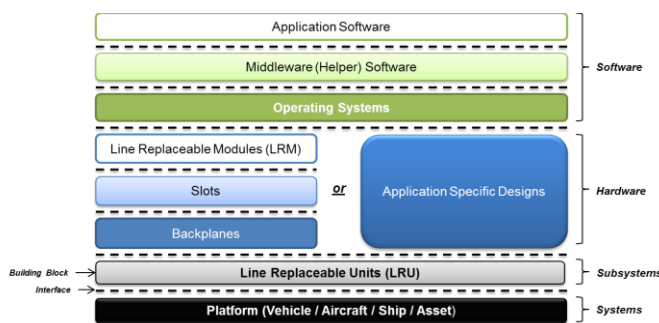 Application Software
Middleware (Helper) Software
Software
Operating Systems
Line Replaceable Modules (LRM)
Slots
or
Application Specific Designs
Hardware
Backplanes
Building Block
Line Replaceable Units (LRU)
Subsystems
Interface
Platform (Vehicle / Aircraft / Ship / Asset)
Systems